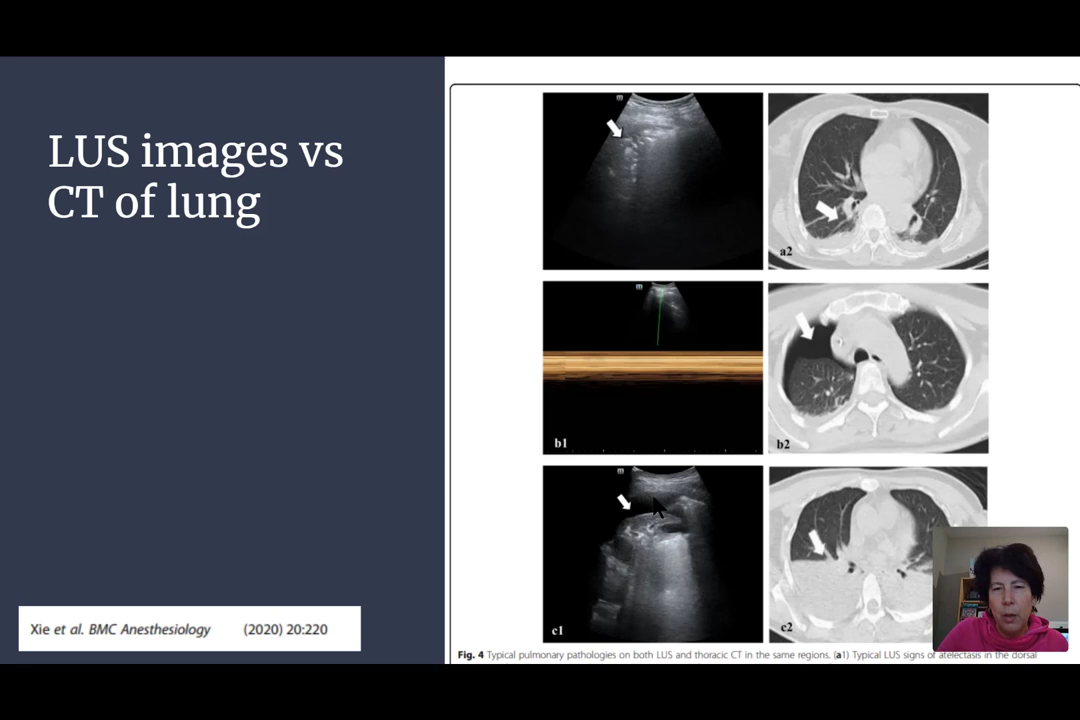 LUS images vs
CT of lung
a2
b1
b2
c1
c2
Xie et al. BMC Anesthesiology (2020) 20:220
Fig. 4 Typical pulmonary pathologies on both LUS and thoracic CT in the same regions. (a1) Typical LUS signs of atelectasis in the dorsal